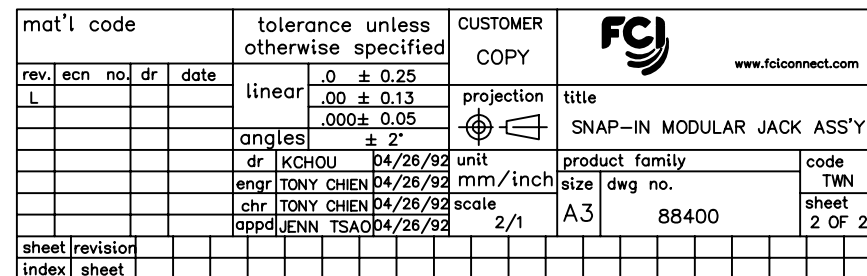 mat'l code
tolerance unless
otherwise specified
CUSTOMER
COPY
FCI
www.fciconnect.com
rev. ecn no. dr date
L
linear .0 ± 0.25
.00 ± 0.13
.000± 0.05
angles ± 2°
projection
title
SNAP-IN MODULAR JACK ASS'Y
dr KCHOU 04/26/92
engr TONY CHIEN 04/26/92
chr TONY CHIEN 04/26/92
appd JENN TSAO 04/26/92
unit
mm/inch
scale
2/1
product family
size dwg no.
A3 88400
code
TWN
sheet
2 OF 2
sheet revision
index sheet